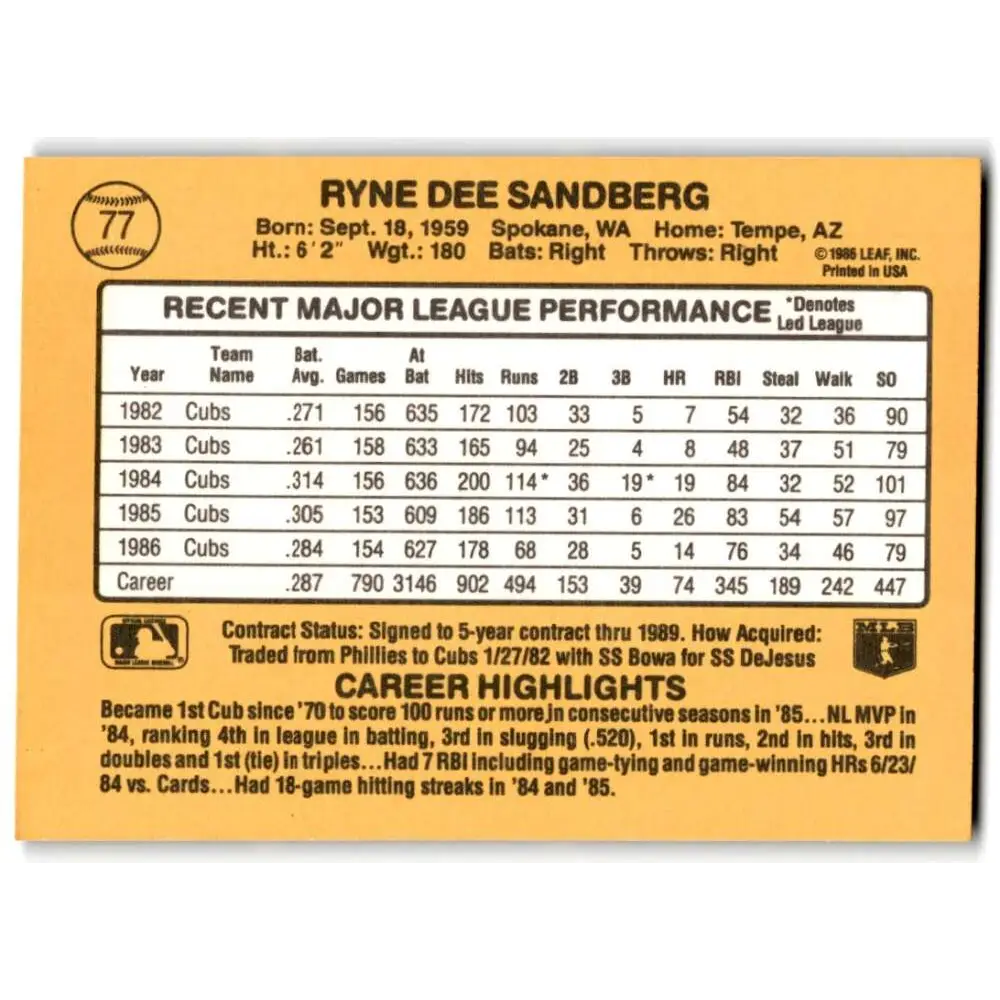 77
RYNE DEE SANDBERG
Born: Sept. 18, 1959 Spokane, WA Home: Tempe, AZ
Ht.: 6'2" Wgt.: 180 Bats: Right Throws: Right
©1986 LEAF, INC.
Printed in USA
RECENT MAJOR LEAGUE PERFORMANCE *Denotes Led League
Year Team Name Bat. Avg. Games At Bat Hits Runs 2B 3B HR RBI Steal Walk SO
1982 Cubs .271 156 635 172 103 33 5 7 54 32 36 90
1983 Cubs .261 158 633 165 94 25 4 8 48 37 51 79
1984 Cubs .314 156 636 200 114* 36 19* 19 84 32 52 101
1985 Cubs .305 153 609 186 113 31 6 26 83 54 57 97
1986 Cubs .284 154 627 178 68 28 5 14 76 34 46 79
Career .287 790 3146 902 494 153 39 74 345 189 242 447
Contract Status: Signed to 5-year contract thru 1989. How Acquired:
Traded from Phillies to Cubs 1/27/82 with SS Bowa for SS DeJesus
MLB
CAREER HIGHLIGHTS
Became 1st Cub since '70 to score 100 runs or more in consecutive seasons in '85...NL MVP in
'84, ranking 4th in league in batting, 3rd in slugging (.520), 1st in runs, 2nd in hits, 3rd in
doubles and 1st (tie) in triples...Had 7 RBI including game-tying and game-winning HRs 6/23/
84 vs. Cards...Had 18-game hitting streaks in '84 and '85.